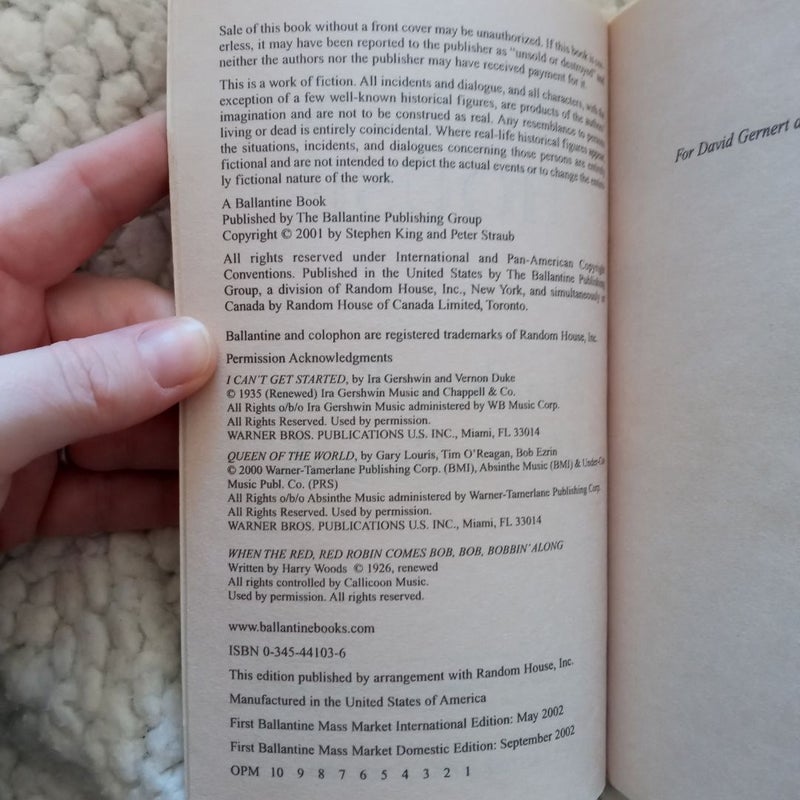 Sale of this book without a front cover may be unauthorized. If this book is
erless, it may have been reported to the publisher as "unsold or destroyed" and
neither the authors nor the publisher may have received payment for it.
This is a work of fiction. All incidents and dialogue, and all characters, with the
exception of a few well-known historical figures, are products of the
imagination and are not to be construed as real. Any resemblance to persons
living or dead is entirely coincidental. Where real-life historical figures appear,
the situations, incidents, and dialogues concerning those persons are entirely
fictional and are not intended to depict the actual events or to change the entire-
ly fictional nature of the work.
A Ballantine Book
Published by The Ballantine Publishing Group
Copyright © 2001 by Stephen King and Peter Straub
All rights reserved under International and Pan-American Copyright
Conventions. Published in the United States by The Ballantine Publishing
Group, a division of Random House, Inc., New York, and simultaneously in
Canada by Random House of Canada Limited, Toronto.
Ballantine and colophon are registered trademarks of Random House, Inc.
Permission Acknowledgments
I CAN'T GET STARTED, by Ira Gershwin and Vernon Duke
© 1935 (Renewed) Ira Gershwin Music and Chappell & Co.
All Rights o/b/o Ira Gershwin Music administered by WB Music Corp.
All Rights Reserved. Used by permission.
WARNER BROS. PUBLICATIONS U.S. INC., Miami, FL 33014
QUEEN OF THE WORLD, by Gary Louris, Tim O'Reagan, Bob Ezrin
© 2000 Warner-Tamerlane Publishing Corp. (BMI), Absinthe Music (BMI) & Under-Cut
Music Publ. Co. (PRS)
All Rights o/b/o Absinthe Music administered by Warner-Tamerlane Publishing Corp.
All Rights Reserved. Used by permission.
WARNER BROS. PUBLICATIONS U.S. INC., Miami, FL 33014
WHEN THE RED, RED ROBIN COMES BOB, BOB, BOBBIN' ALONG
Written by Harry Woods © 1926, renewed
All rights controlled by Callicoon Music.
Used by permission. All rights reserved.
www.ballantinebooks.com
ISBN 0-345-44103-6
This edition published by arrangement with Random House, Inc.
Manufactured in the United States of America
First Ballantine Mass Market International Edition: May 2002
First Ballantine Mass Market Domestic Edition: September 2002
OPM 10 9 8 7 6 5 4 3 2 1
For David Gernert